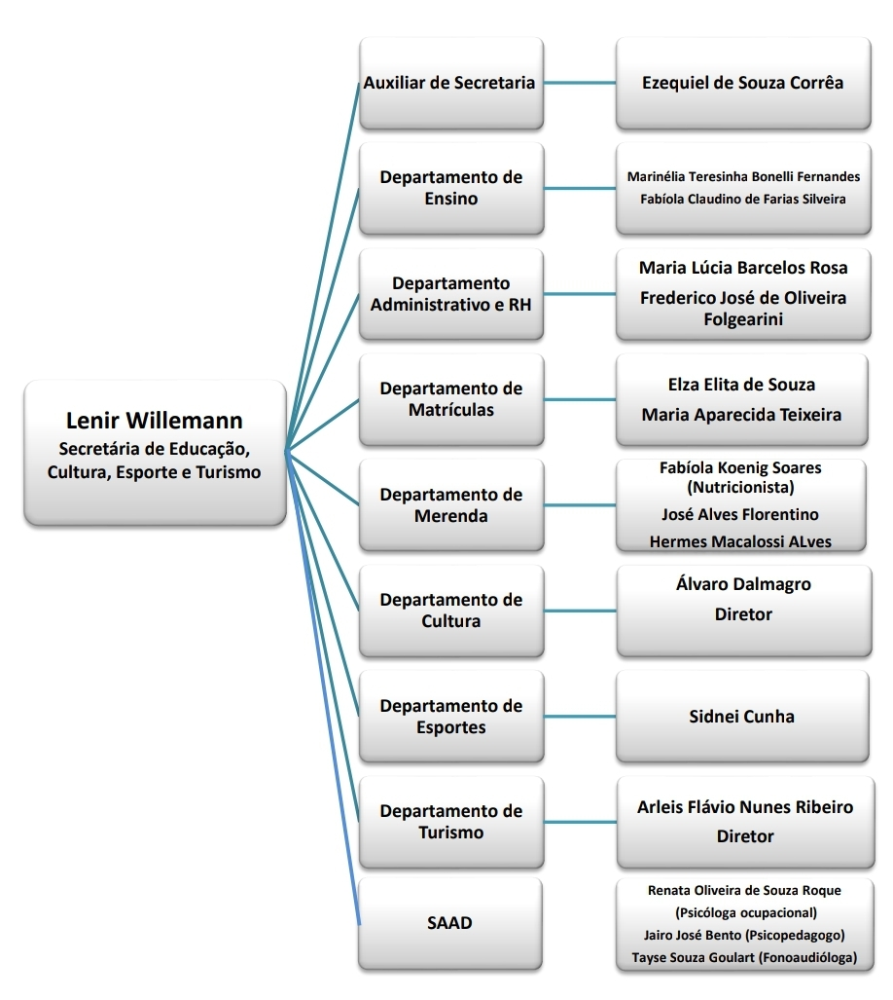 Lenir Willemann
Secretária de Educação,
Cultura, Esporte e Turismo
Auxiliar de Secretaria
Ezequiel de Souza Corrêa
Departamento de
Ensino
Marinélia Teresinha Bonelli Fernandes
Fabíola Claudino de Farias Silveira
Departamento
Administrativo e RH
Maria Lúcia Barcelos Rosa
Frederico José de Oliveira
Folgearini
Departamento de
Matrículas
Elza Elita de Souza
Maria Aparecida Teixeira
Departamento de
Merenda
Fabíola Koenig Soares
(Nutricionista)
José Alves Florentino
Hermes Macalossi ALves
Departamento de
Cultura
Álvaro Dalmagro
Diretor
Departamento de
Esportes
Sidnei Cunha
Departamento de
Turismo
Arleis Flávio Nunes Ribeiro
Diretor
SAAD
Renata Oliveira de Souza Roque
(Psicóloga ocupacional)
Jairo José Bento (Psicopedagogo)
Tayse Souza Goulart (Fonoaudióloga)